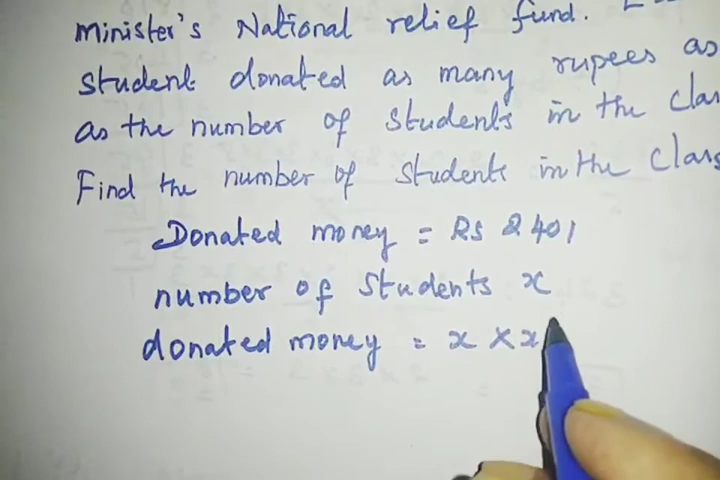 Minister's National relief fund.
student donated as many rupees as
as the number of students in the
Find the number of students in the
Donated money = Rs 2401
number of students x
donated money = x × x